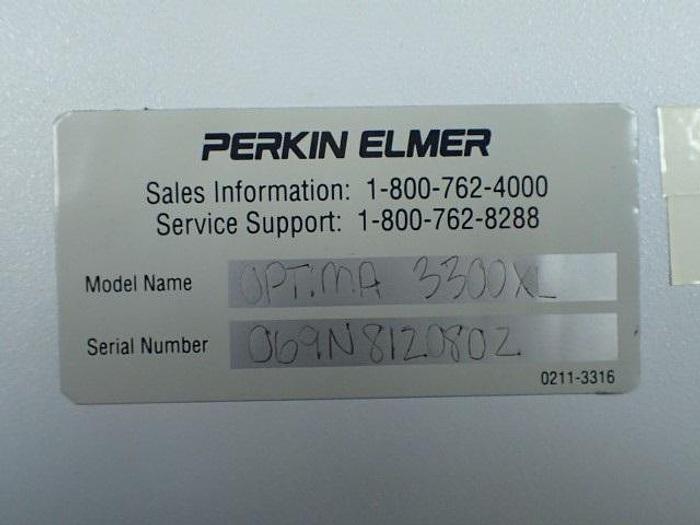 PERKIN ELMER
Sales Information: 1-800-762-4000
Service Support: 1-800-762-8288
Model Name OPTIMA 3300XL
Serial Number 069N8120802
0211-3316